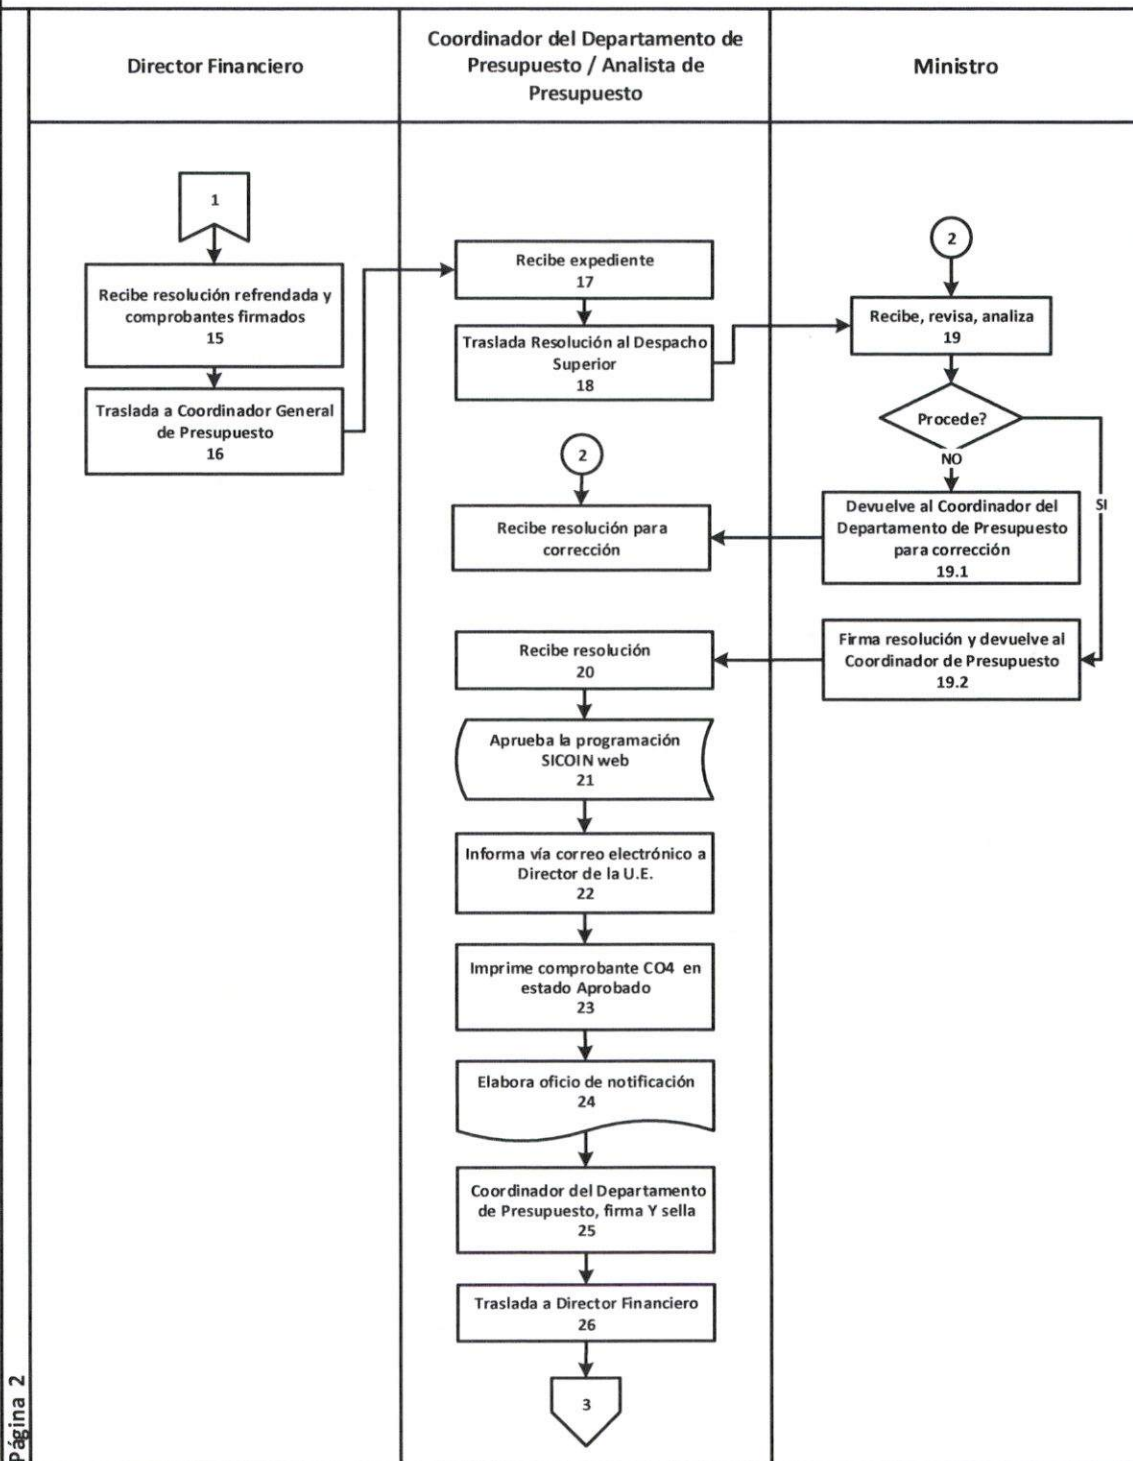 Director Financiero
Coordinador del Departamento de
Presupuesto / Analista de
Presupuesto
Ministro
1
Recibe resolución refrendada y
comprobantes firmados
15
Traslada a Coordinador General
de Presupuesto
16
Recibe expediente
17
Traslada Resolución al Despacho
Superior
18
2
Recibe, revisa, analiza
19
Procede?
NO
SI
Devuelve al Coordinador del
Departamento de Presupuesto
para corrección
19.1
2
Recibe resolución para
corrección
Firma resolución y devuelve al
Coordinador de Presupuesto
19.2
Recibe resolución
20
Aprueba la programación
SICOIN web
21
Informa vía correo electrónico a
Director de la U.E.
22
Imprime comprobante CO4 en
estado Aprobado
23
Elabora oficio de notificación
24
Coordinador del Departamento
de Presupuesto, firma Y sella
25
Traslada a Director Financiero
26
3
Página 2